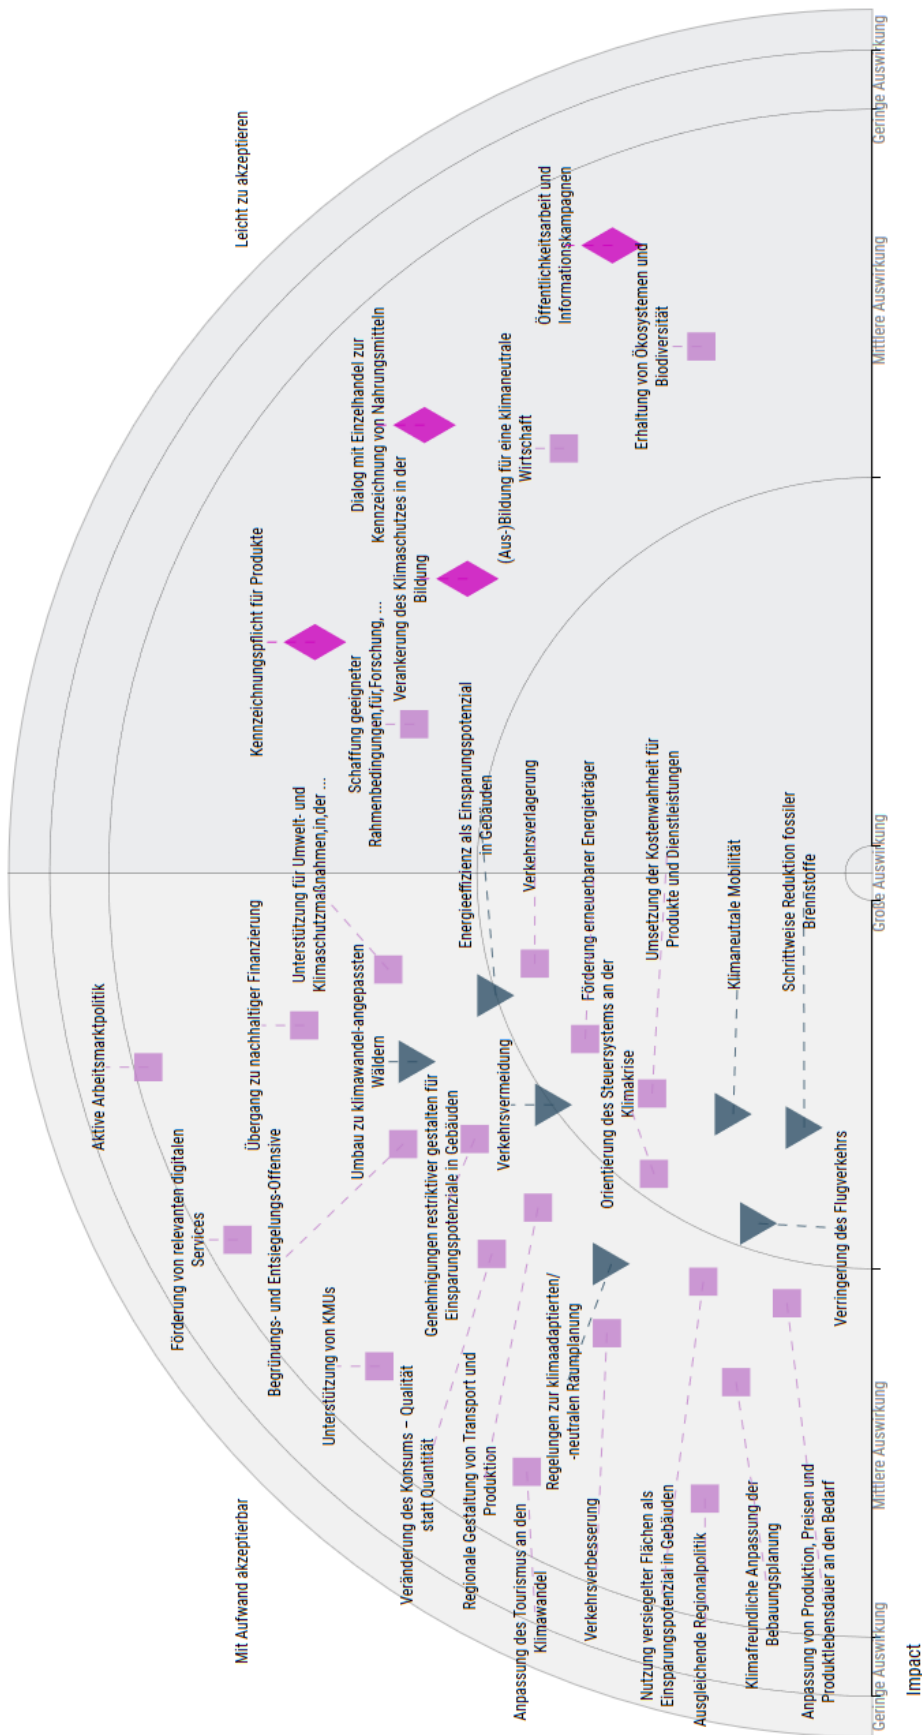 Mit Aufwand akzeptierbar
Leicht zu akzeptieren
Aktive Arbeitsmarktpolitik
Förderung von relevanten digitalen
Services
Übergang zu nachhaltiger Finanzierung
Kennzeichnungspflicht für Produkte
Begrünungs- und Entsiegelungs-Offensive
Unterstützung für Umwelt- und
Klimaschutzmaßnahmen,in,der ...
Unterstützung von KMUs
Umbau zu klimawandel-angepassten
Wäldern
Schaffung geeigneter
Rahmenbedingungen,für,Forschung, ...
Dialog mit Einzelhandel zur
Kennzeichnung von Nahrungsmitteln
Verankerung des Klimaschutzes in der
Bildung
Veränderung des Konsums – Qualität
statt Quantität
Genehmigungen restriktiver gestalten für
Einsparungspotenziale in Gebäuden
Energieeffizienz als Einsparungspotenzial
in Gebäuden
Regionale Gestaltung von Transport und
Produktion
Verkehrsvermeidung
Verkehrsverlagerung
(Aus-)Bildung für eine klimaneutrale
Wirtschaft
Öffentlichkeitsarbeit und
Informationskampagnen
Anpassung des Tourismus an den
Klimawandel
Regelungen zur klimaadaptierten/
-neutralen Raumplanung
Förderung erneuerbarer Energieträger
Verkehrsverbesserung
Orientierung des Steuersystems an der
Klimakrise
Umsetzung der Kostenwahrheit für
Produkte und Dienstleistungen
Erhaltung von Ökosystemen und
Biodiversität
Nutzung versiegelter Flächen als
Einsparungspotenzial in Gebäuden
Ausgleichende Regionalpolitik
Klimaneutrale Mobilität
Klimafreundliche Anpassung der
Bebauungsplanung
Schrittweise Reduktion fossiler
Brennstoffe
Anpassung von Produktion, Preisen und
Produktlebensdauer an den Bedarf
Verringerung des Flugverkehrs
Geringe Auswirkung
Mittlere Auswirkung
Große Auswirkung
Mittlere Auswirkung
Geringe Auswirkung
Impact